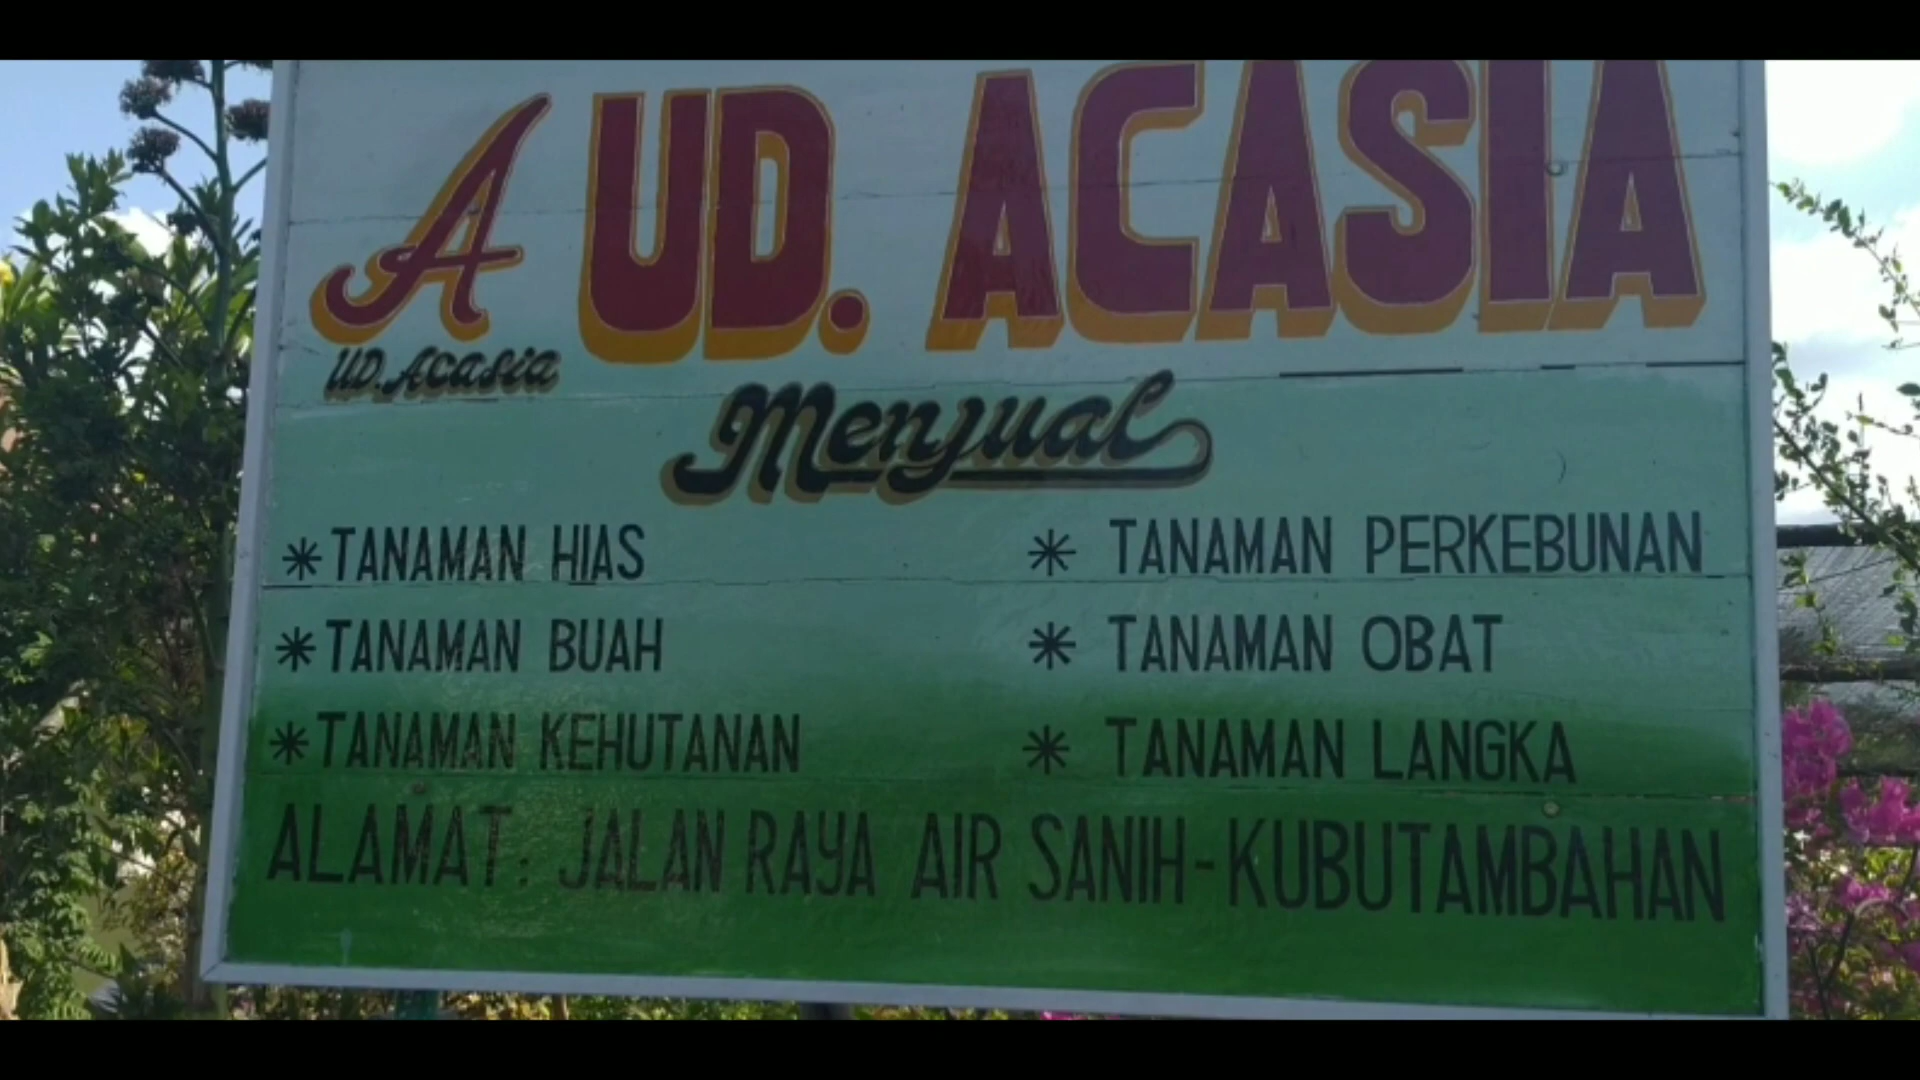 A UD. ACASIA
UD. Acasia
Menjual
* TANAMAN HIAS
* TANAMAN BUAH
* TANAMAN KEHUTANAN
* TANAMAN PERKEBUNAN
* TANAMAN OBAT
* TANAMAN LANGKA
ALAMAT: JALAN RAYA AIR SANIH-KUBUTAMBAHAN